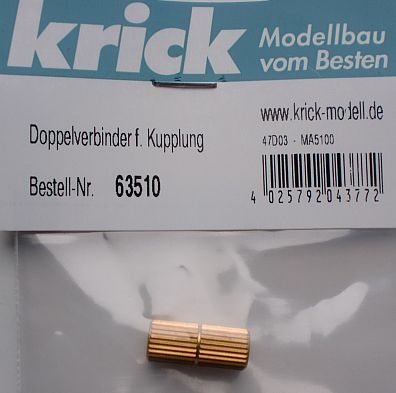 krick
Modellbau
vom Besten
www.krick-modell.de
Doppelverbinder f. Kupplung
47D03 - MA5100
Bestell-Nr. 63510
4 025792 043772